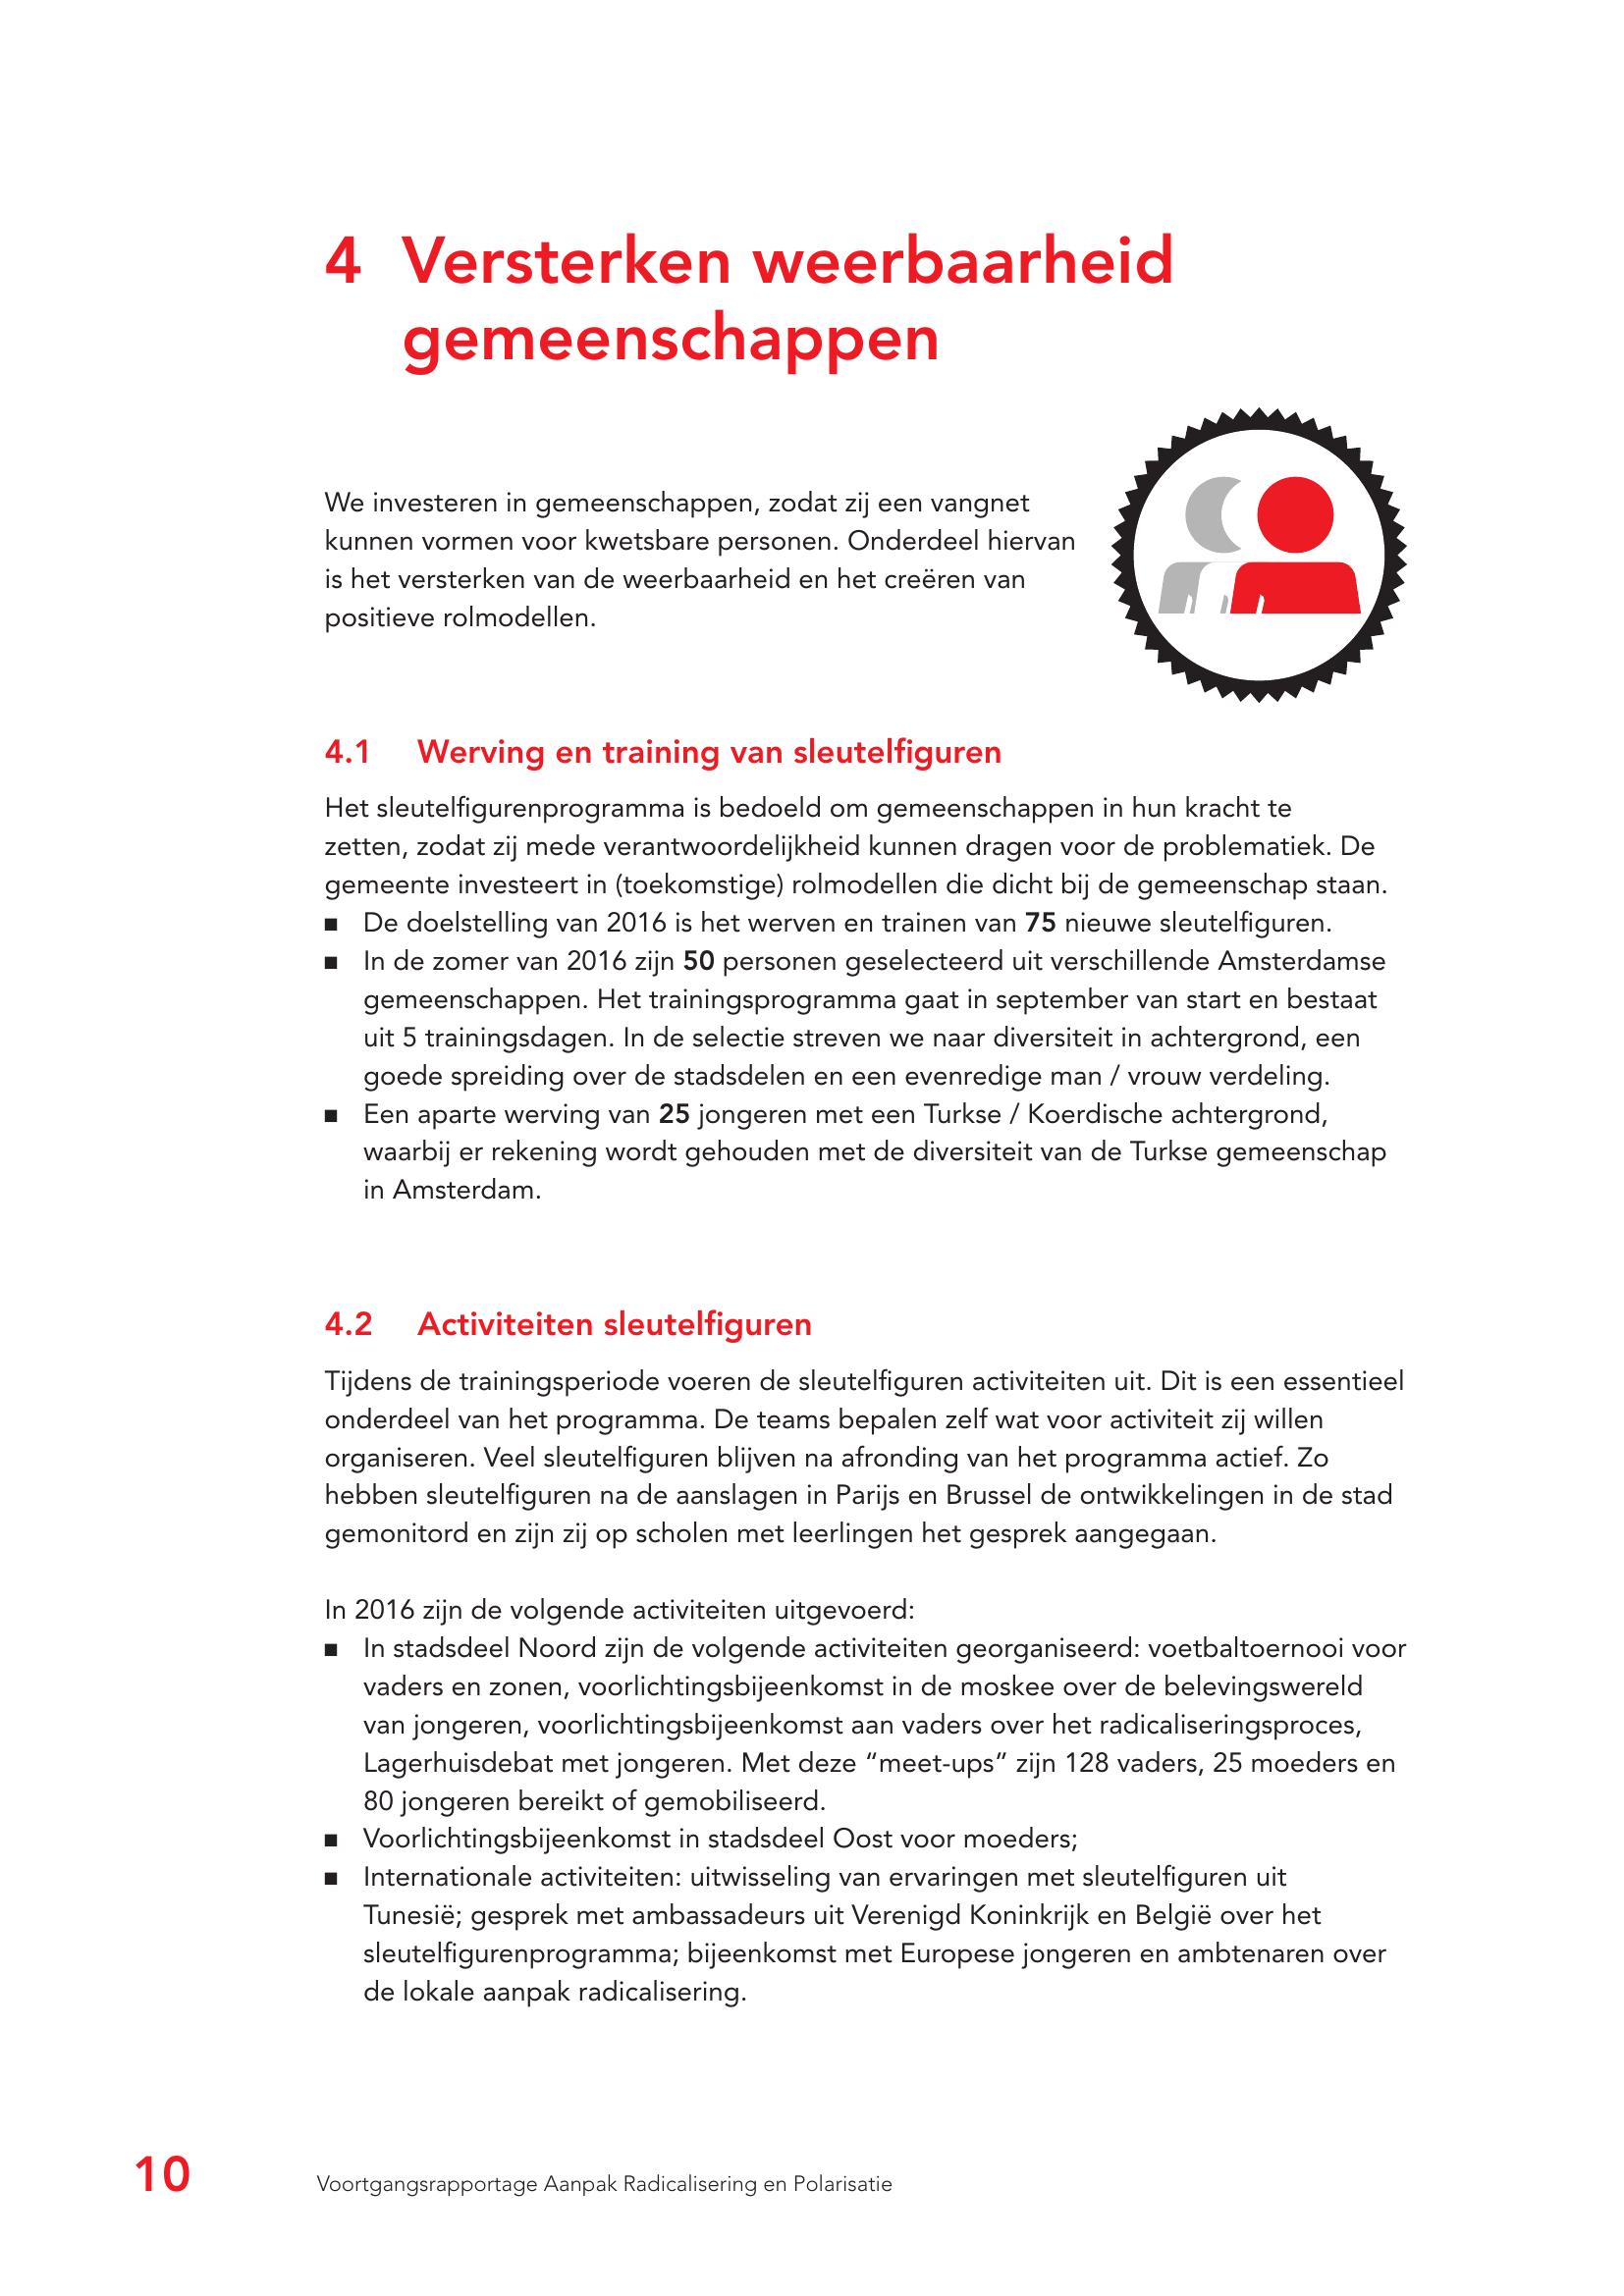 4 Versterken weerbaarheid
gemeenschappen
We investeren in gemeenschappen, zodat zij een vangnet
kunnen vormen voor kwetsbare personen. Onderdeel hiervan
is het versterken van de weerbaarheid en het creëren van
positieve rolmodellen.
4.1 Werving en training van sleutelfiguren
Het sleutelfigurenprogramma is bedoeld om gemeenschappen in hun kracht te
zetten, zodat zij mede verantwoordelijkheid kunnen dragen voor de problematiek. De
gemeente investeert in (toekomstige) rolmodellen die dicht bij de gemeenschap staan.
■ De doelstelling van 2016 is het werven en trainen van 75 nieuwe sleutelfiguren.
■ In de zomer van 2016 zijn 50 personen geselecteerd uit verschillende Amsterdamse
gemeenschappen. Het trainingsprogramma gaat in september van start en bestaat
uit 5 trainingsdagen. In de selectie streven we naar diversiteit in achtergrond, een
goede spreiding over de stadsdelen en een evenredige man / vrouw verdeling.
■ Een aparte werving van 25 jongeren met een Turkse / Koerdische achtergrond,
waarbij er rekening wordt gehouden met de diversiteit van de Turkse gemeenschap
in Amsterdam.
4.2 Activiteiten sleutelfiguren
Tijdens de trainingsperiode voeren de sleutelfiguren activiteiten uit. Dit is een essentieel
onderdeel van het programma. De teams bepalen zelf wat voor activiteit zij willen
organiseren. Veel sleutelfiguren blijven na afronding van het programma actief. Zo
hebben sleutelfiguren na de aanslagen in Parijs en Brussel de ontwikkelingen in de stad
gemonitord en zijn zij op scholen met leerlingen het gesprek aangegaan.
In 2016 zijn de volgende activiteiten uitgevoerd:
■ In stadsdeel Noord zijn de volgende activiteiten georganiseerd: voetbaltoernooi voor
vaders en zonen, voorlichtingsbijeenkomst in de moskee over de belevingswereld
van jongeren, voorlichtingsbijeenkomst aan vaders over het radicaliseringsproces,
Lagerhuisdebat met jongeren. Met deze “meet-ups” zijn 128 vaders, 25 moeders en
80 jongeren bereikt of gemobiliseerd.
■ Voorlichtingsbijeenkomst in stadsdeel Oost voor moeders;
■ Internationale activiteiten: uitwisseling van ervaringen met sleutelfiguren uit
Tunesië; gesprek met ambassadeurs uit Verenigd Koninkrijk en België over het
sleutelfigurenprogramma; bijeenkomst met Europese jongeren en ambtenaren over
de lokale aanpak radicalisering.
10 Voortgangsrapportage Aanpak Radicalisering en Polarisatie